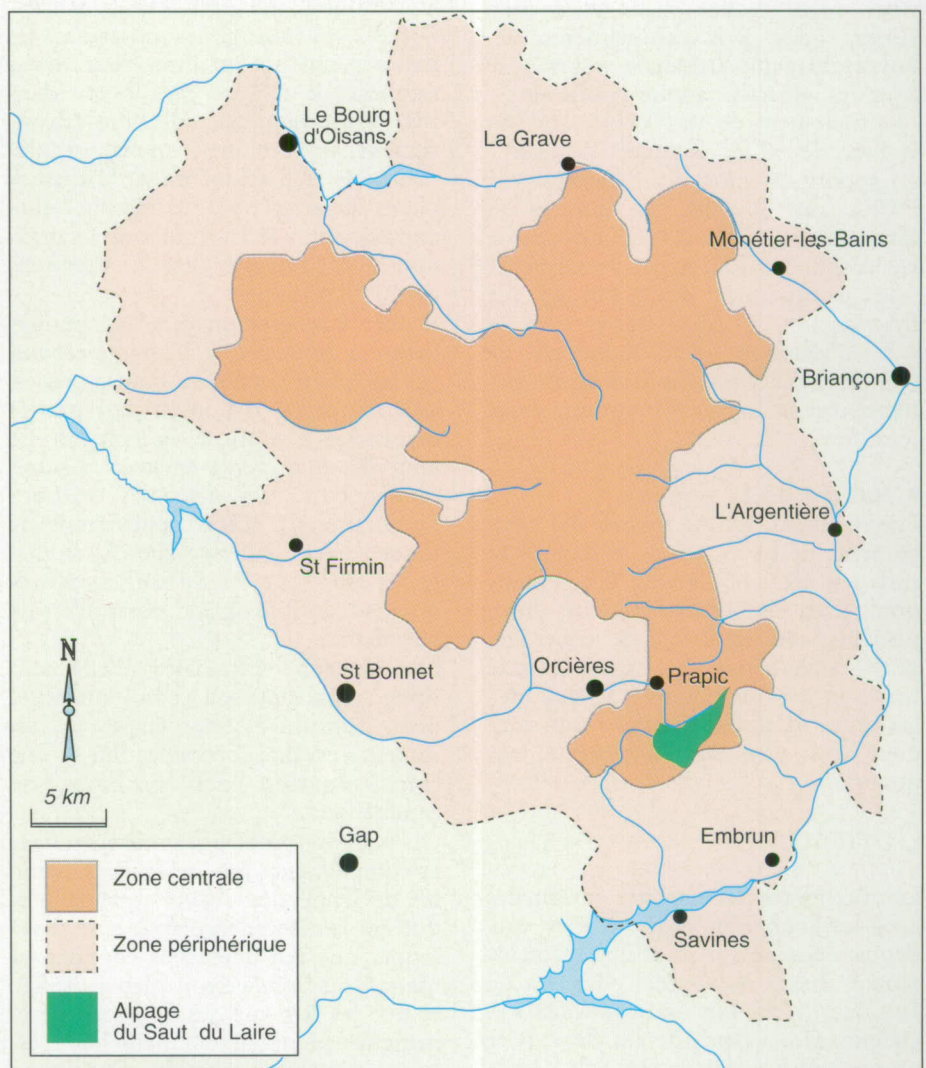 Le Bourg
d'Oisans
La Grave
Monétier-les-Bains
Briançon
L'Argentière
St Firmin
St Bonnet
Orcières
Prapic
N
5 km
Gap
Embrun
Savines
Zone centrale
Zone périphérique
Alpage
du Saut du Laire